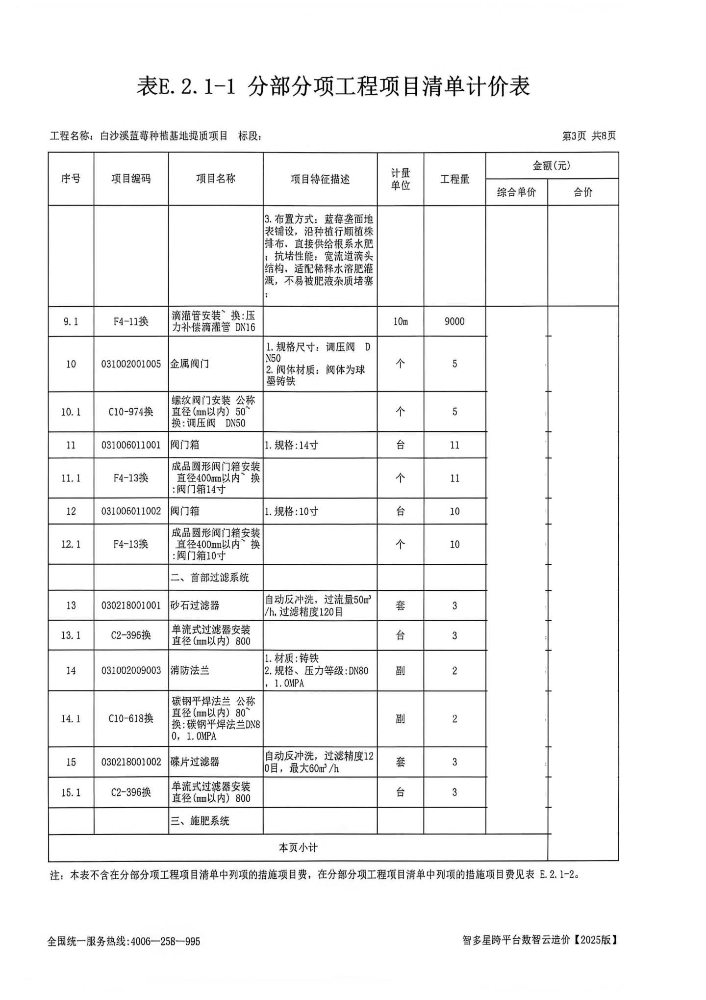 表E.2.1-1 分部分项工程项目清单计价表
工程名称：白沙溪蓝莓种植基地提质项目 标段：
第3页 共8页
序号
项目编码
项目名称
项目特征描述
计量
单位
工程量
金额(元)
综合单价
合价
3.布置方式：蓝莓垄面地
表铺设，沿种植行顺植株
排布，直接供给根系水肥
；抗堵性能：宽流道滴头
结构，适配稀释水溶肥灌
溉，不易被肥液杂质堵塞
；
9.1
F4-11换
滴灌管安装~ 换:压
力补偿滴灌管 DN16
10m
9000
10
031002001005
金属阀门
1.规格尺寸：调压阀 D
N50
2.阀体材质：阀体为球
墨铸铁
个
5
10.1
C10-974换
螺纹阀门安装 公称
直径(mm以内) 50~
换:调压阀 DN50
个
5
11
031006011001
阀门箱
1.规格:14寸
台
11
11.1
F4-13换
成品圆形阀门箱安装
直径400mm以内~ 换
:阀门箱14寸
个
11
12
031006011002
阀门箱
1.规格:10寸
台
10
12.1
F4-13换
成品圆形阀门箱安装
直径400mm以内~ 换
:阀门箱10寸
个
10
二、首部过滤系统
13
030218001001
砂石过滤器
自动反冲洗，过流量50m³
/h,过滤精度120目
套
3
13.1
C2-396换
单流式过滤器安装
直径(mm以内) 800
台
3
14
031002009003
消防法兰
1.材质:铸铁
2.规格、压力等级:DN80
，1.0MPA
副
2
14.1
C10-618换
碳钢平焊法兰 公称
直径(mm以内) 80~
换:碳钢平焊法兰DN8
0，1.0MPA
副
2
15
030218001002
碟片过滤器
自动反冲洗，过滤精度12
0目，最大60m³/h
套
3
15.1
C2-396换
单流式过滤器安装
直径(mm以内) 800
台
3
三、施肥系统
本页小计
注：本表不含在分部分项工程项目清单中列项的措施项目费，在分部分项工程项目清单中列项的措施项目费见表 E.2.1-2。
全国统一服务热线:4006—258—995
智多星跨平台数智云造价【2025版】